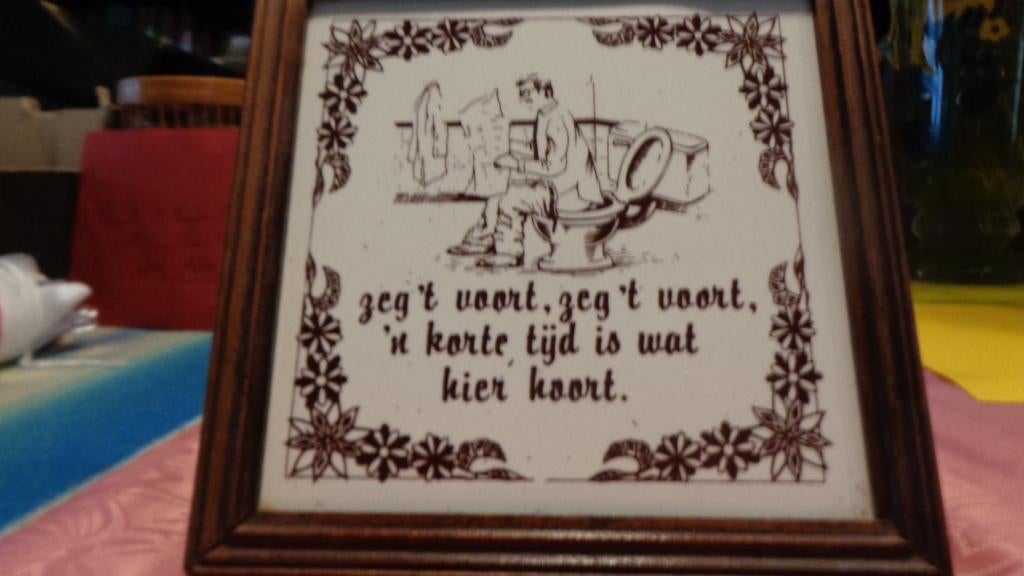 zeg 't voort, zeg 't voort,
'n korte tijd is wat
hier hoort.